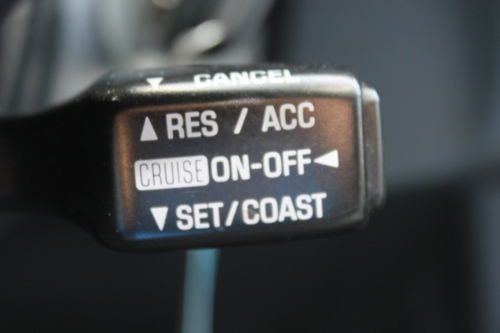 ▼ CANCEL
▲ RES / ACC
CRUISE ON-OFF ◀
▼ SET/COAST